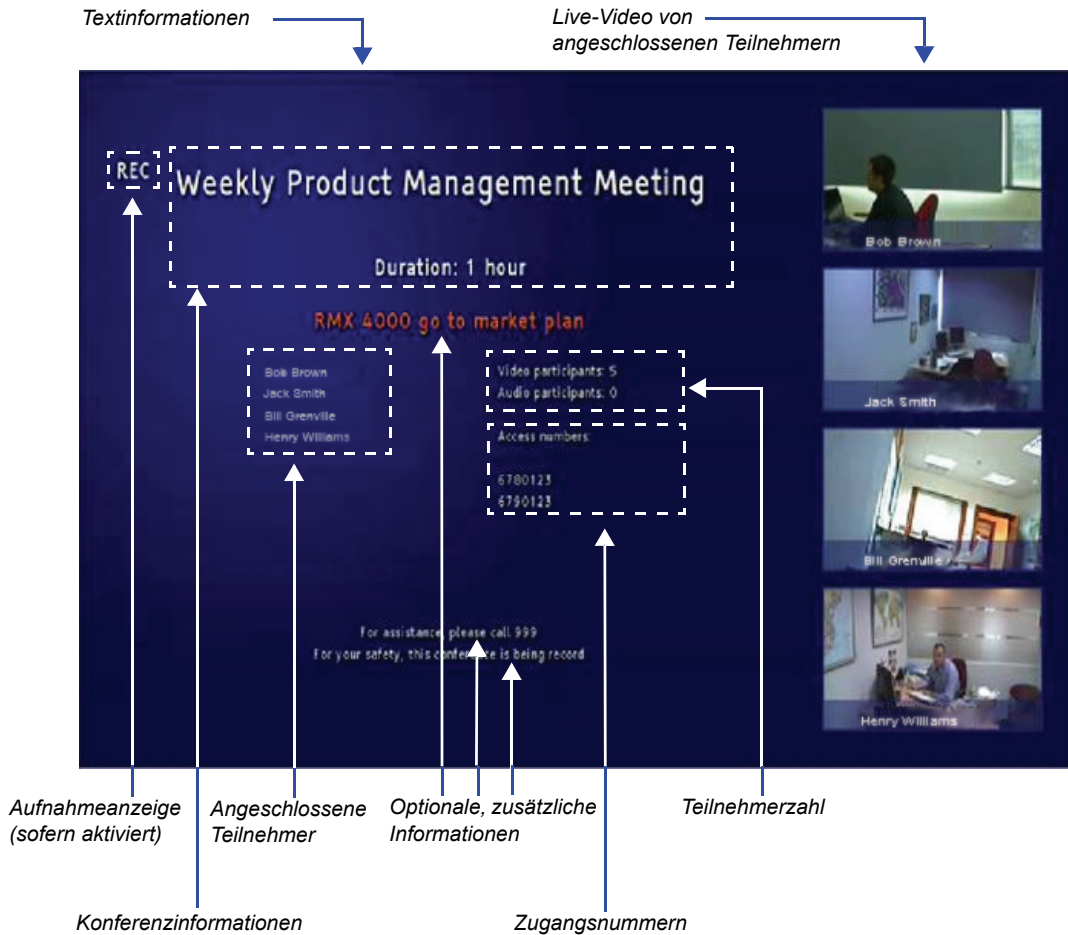 Textinformationen
Live-Video von
angeschlossenen Teilnehmern
REC
Weekly Product Management Meeting
Duration: 1 hour
RMX 4000 go to market plan
Bob Brown
Jack Smith
Bill Grenville
Henry Williams
Video participants: 5
Audio participants: 0
Access numbers:
6780123
6790123
For assistance, please call 999
For your safety, this conference is being record
Bob Brown
Jack Smith
Bill Grenville
Henry Williams
Aufnahmeanzeige
(sofern aktiviert)
Angeschlossene
Teilnehmer
Optionale, zusätzliche
Informationen
Teilnehmerzahl
Konferenzinformationen
Zugangsnummern